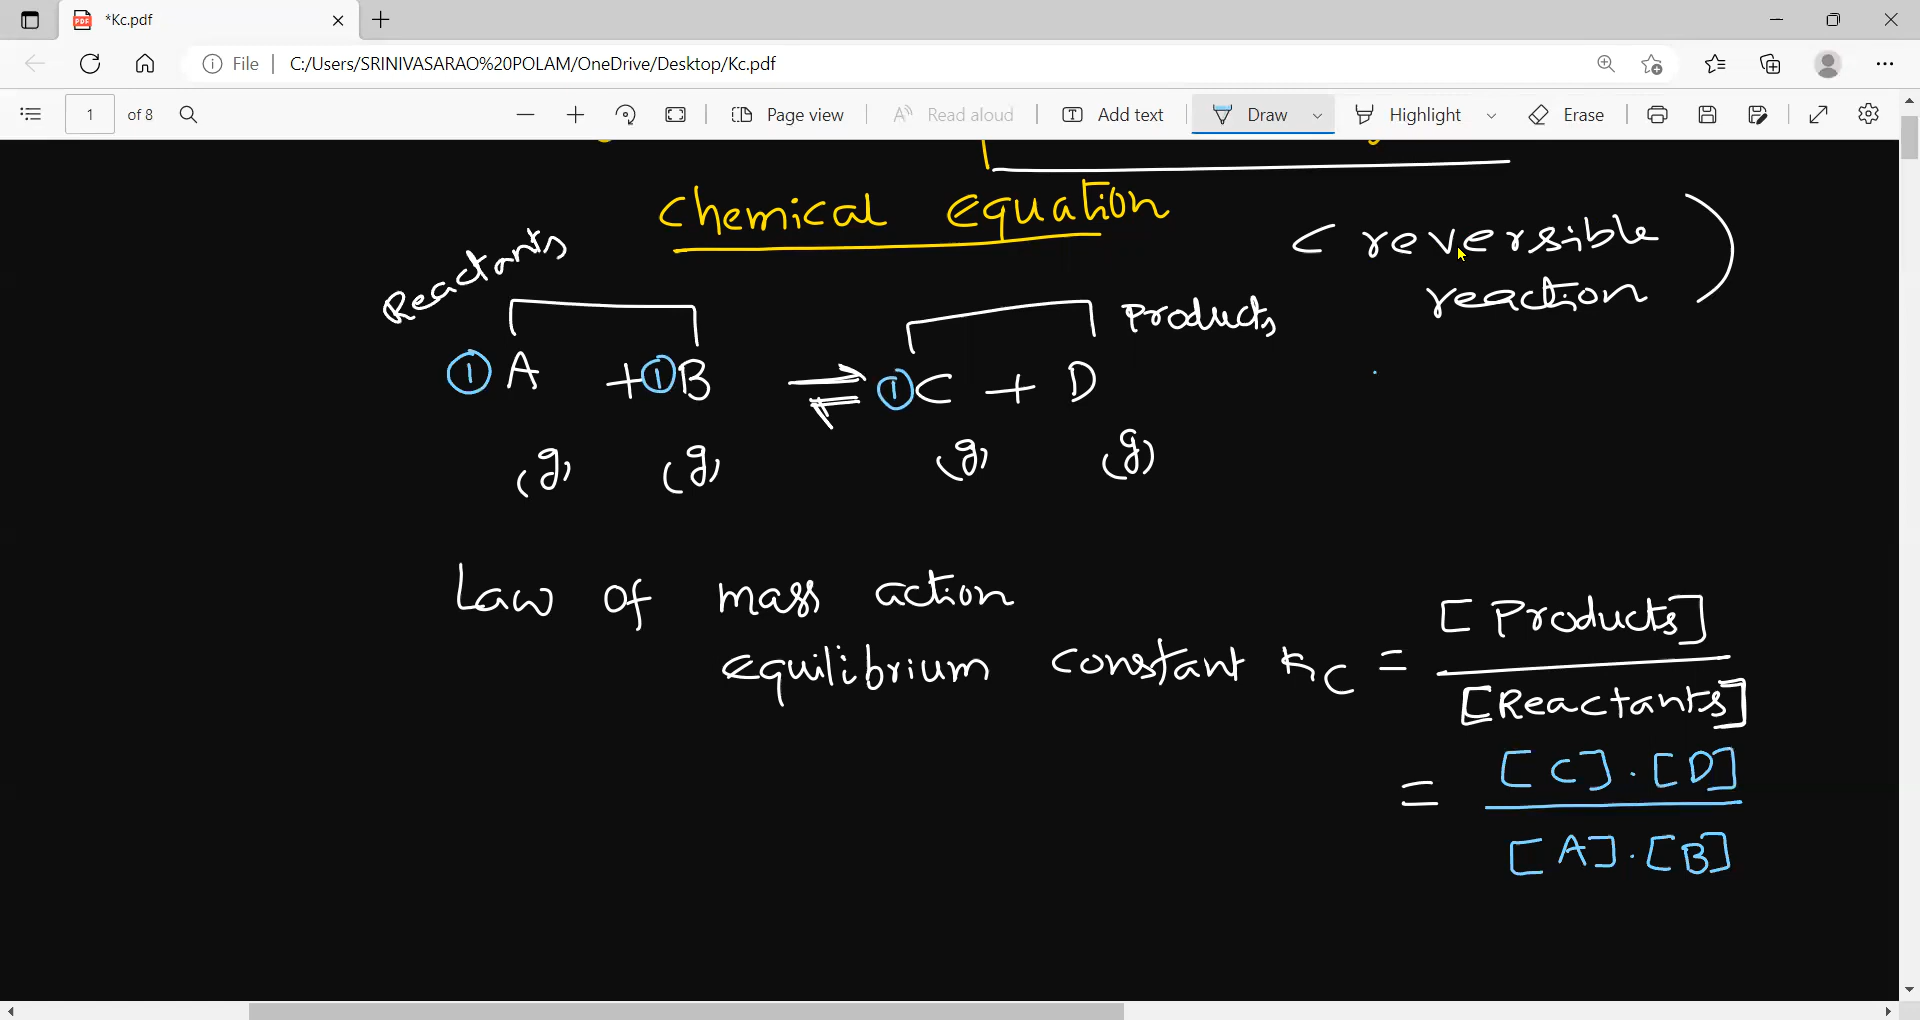 *Kc.pdf
File | C:/Users/SRINIVASARAO%20POLAM/OneDrive/Desktop/Kc.pdf
1 of 8 Page view Read aloud Add text Draw Highlight Erase
Chemical equation
(reversible reaction)
Reactants
Products
① A + ① B ⇌ ① C + D
(g) (g) (g) (g)
Law of mass action
equilibrium constant KC = [Products] / [Reactants]
= [C].[D] / [A].[B]